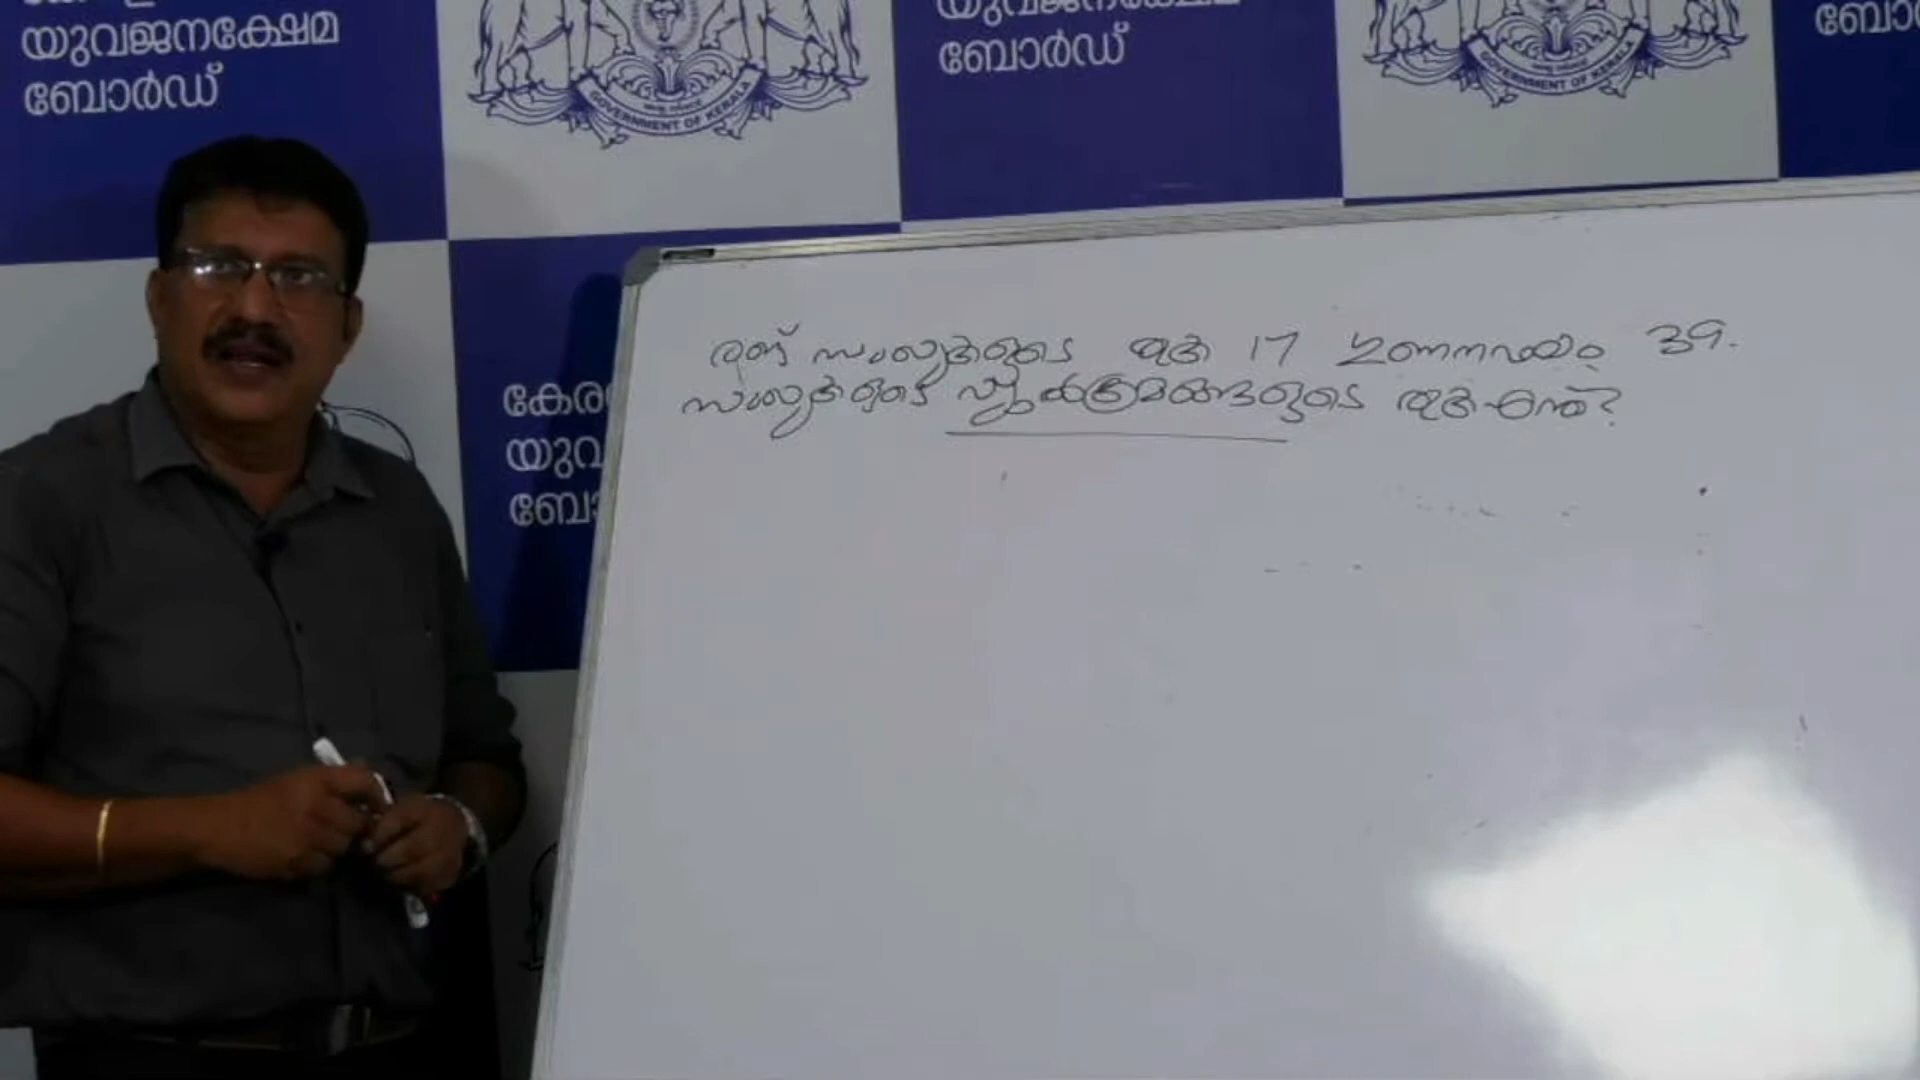 യുവജനക്ഷേമ
ബോർഡ്
GOVERNMENT OF KERALA
ബോർഡ്
GOVERNMENT OF KERALA
കേര
യുവ
രണ്ട് സംഖ്യകളുടെ തുക 17 ഗുണനഫലം 39.
സംഖ്യകളുടെ വ്യുൽക്രമങ്ങളുടെ തുക എന്ത്?